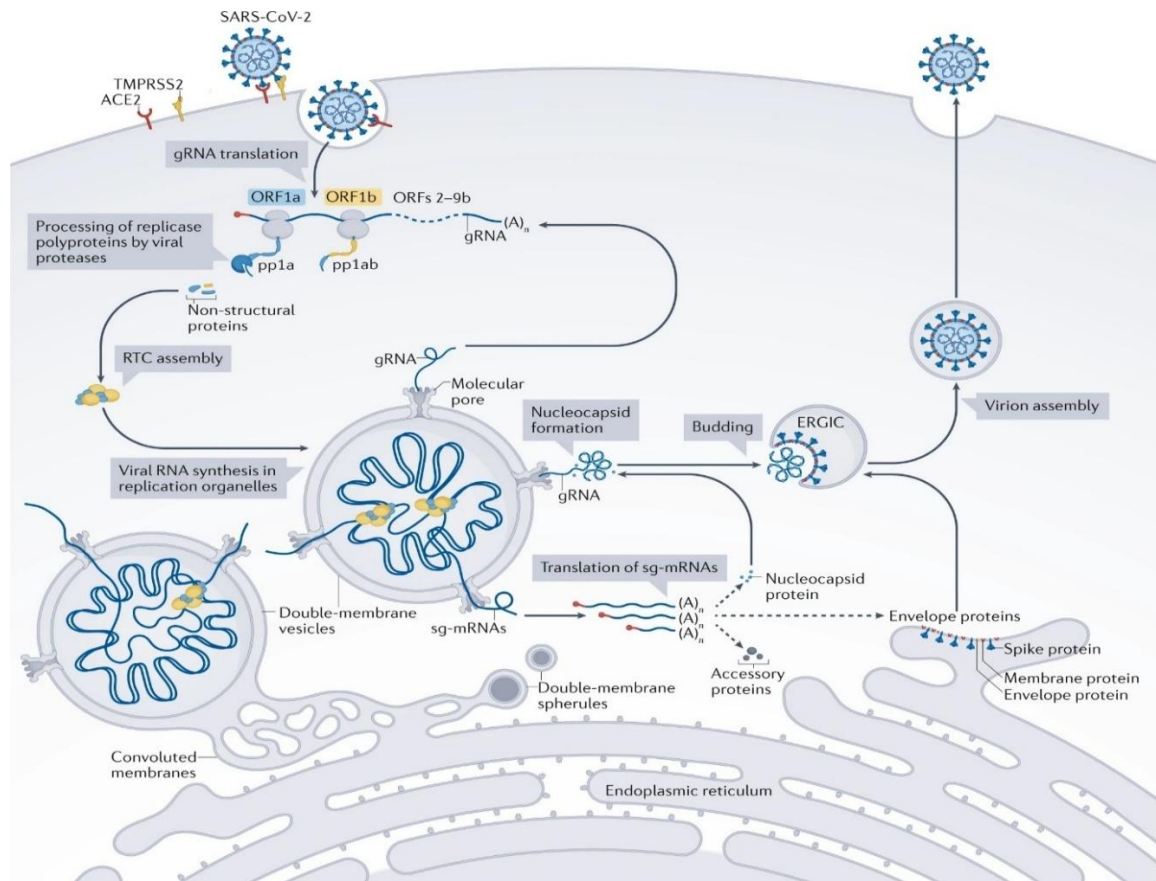 SARS-CoV-2
TMPRSS2
ACE2
gRNA translation
ORF1a
ORF1b
ORFs 2–9b
(A)n
gRNA
Processing of replicase
polyproteins by viral
proteases
pp1a
pp1ab
Non-structural
proteins
RTC assembly
gRNA
Molecular
pore
Viral RNA synthesis in
replication organelles
Nucleocapsid
formation
gRNA
Budding
ERGIC
Virion assembly
Translation of sg-mRNAs
(A)n
(A)n
(A)n
Nucleocapsid
protein
Double-membrane
vesicles
sg-mRNAs
Envelope proteins
Spike protein
Membrane protein
Envelope protein
Accessory
proteins
Double-membrane
spherules
Convoluted
membranes
Endoplasmic reticulum